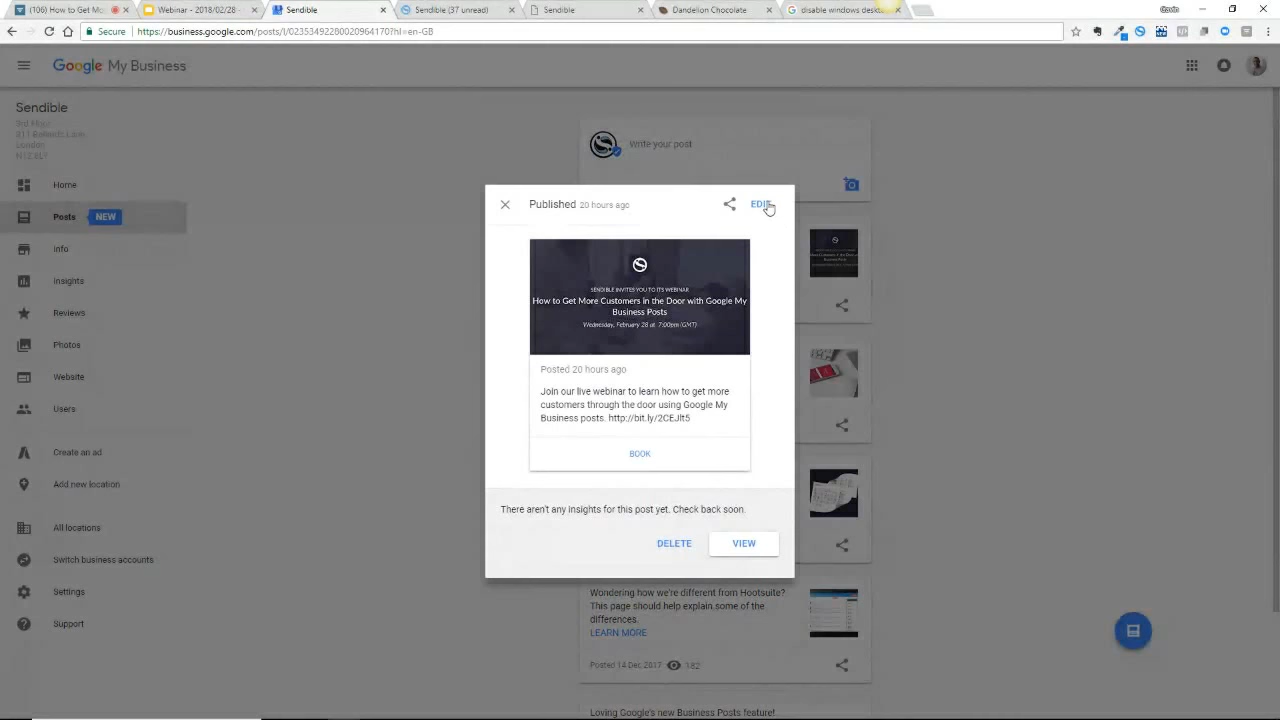 (106) How to Get Mo
Webinar - 2018/02/28 -
Sendible
Sendible (37 unread)
Sendible
Dandelion Chocolate
disable windows deskt
Secure
https://business.google.com/posts/l/02353492280020964170?hl=en-GB
Google My Business
Sendible
London
Home
Posts NEW
Info
Insights
Reviews
Photos
Website
Users
Create an ad
Add new location
All locations
Switch business accounts
Settings
Support
Write your post
Published 20 hours ago
EDIT
SENDIBLE INVITES YOU TO ITS WEBINAR
How to Get More Customers in the Door with Google My
Business Posts
Wednesday, February 28 at 7:00pm (GMT)
Posted 20 hours ago
Join our live webinar to learn how to get more
customers through the door using Google My
Business posts. http://bit.ly/2CEJlt5
BOOK
There aren't any insights for this post yet. Check back soon.
DELETE
VIEW
Wondering how we're different from Hootsuite?
This page should help explain some of the
differences.
LEARN MORE
Posted 14 Dec 2017 182
Loving Google's new Business Posts feature!